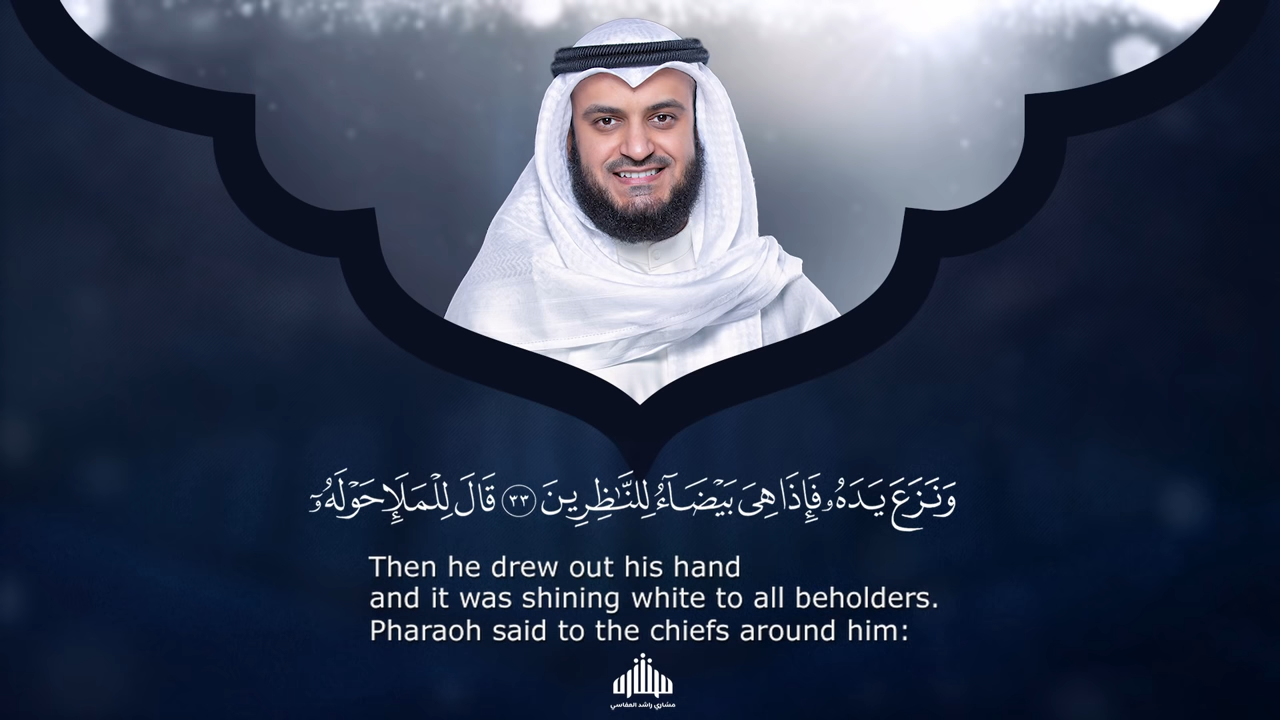 وَنَزَعَ يَدَهُۥ فَإِذَا هِىَ بَيْضَآءُ لِلنَّـٰظِرِينَ ٣٣ قَالَ لِلْمَلَإِ حَوْلَهُۥٓ
Then he drew out his hand
and it was shining white to all beholders.
Pharaoh said to the chiefs around him:
مشاري راشد العفاسي